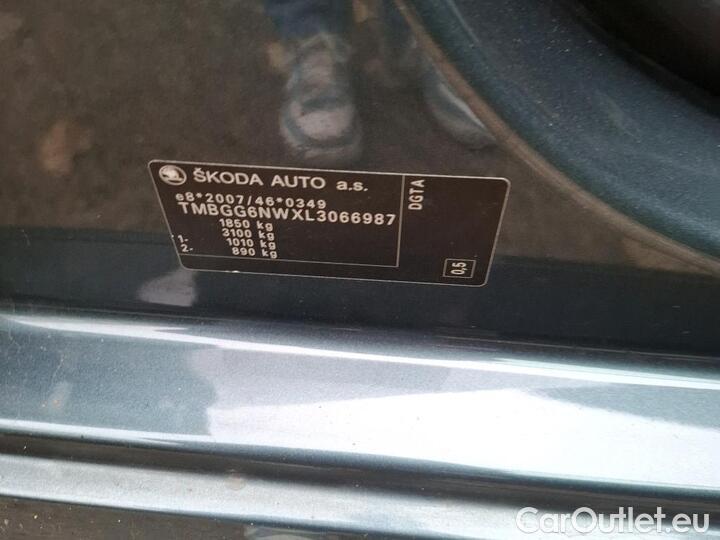 ŠKODA AUTO a.s.
e8*2007/46*0349
TMBGG6NWXL3066987
1850 kg
3100 kg
1- 1010 kg
2- 890 kg
DGTA
0,5
CarOutlet.eu